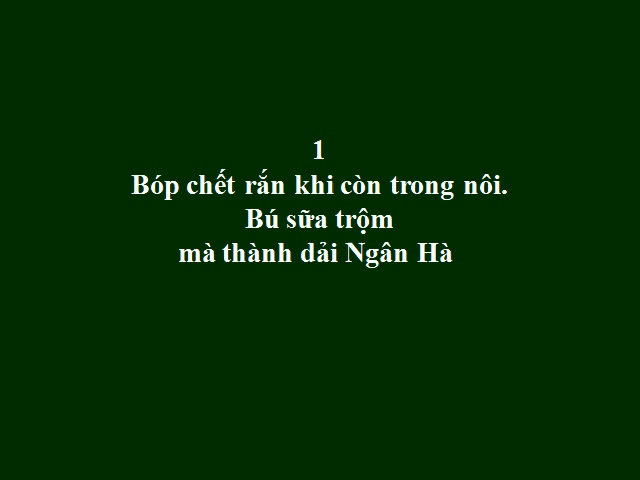 1
Bóp chết rắn khi còn trong nôi.
Bú sữa trộm
mà thành dải Ngân Hà